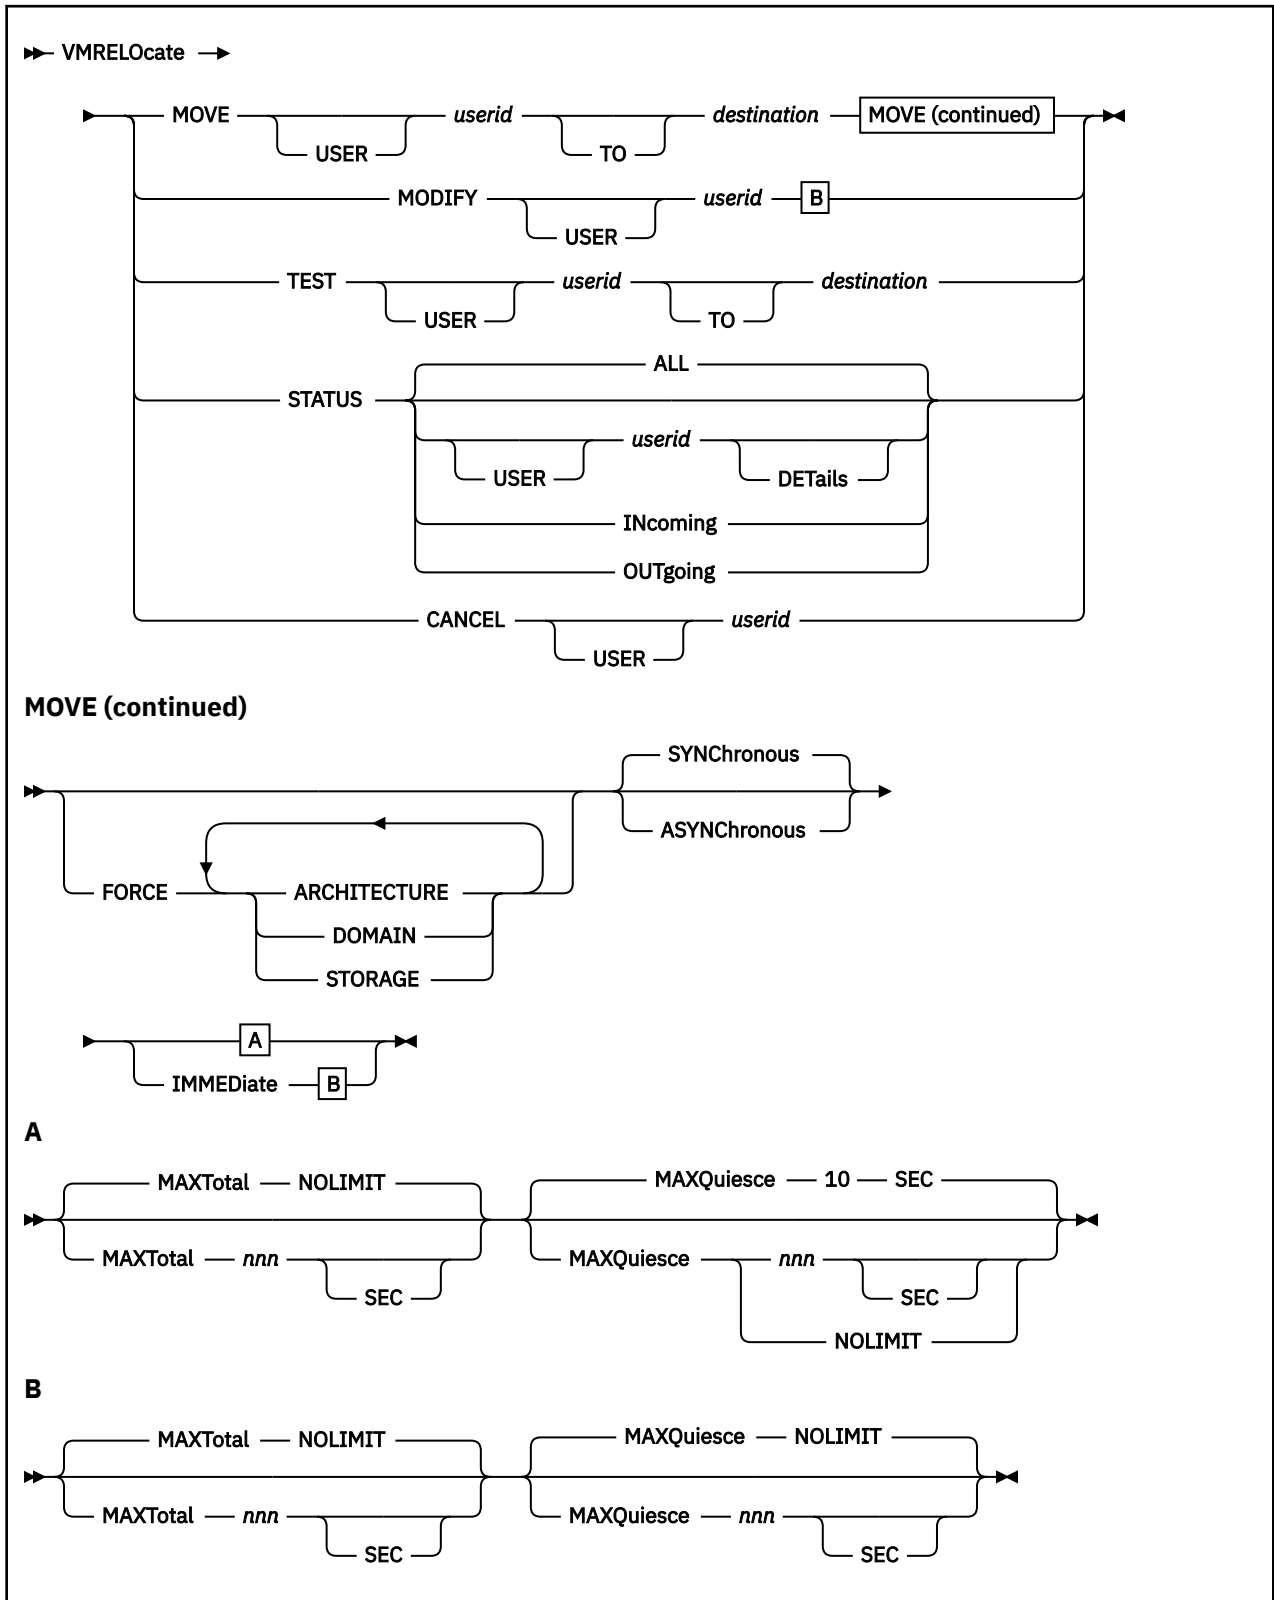 VMRELOcate
MOVE userid destination MOVE (continued)
USER TO
MODIFY userid B
USER
TEST userid destination
USER TO
ALL
STATUS
userid
USER DETails
INcoming
OUTgoing
CANCEL userid
USER
MOVE (continued)
SYNChronous
ASYNChronous
FORCE ARCHITECTURE
DOMAIN
STORAGE
A
IMMEDiate B
A
MAXTotal NOLIMIT MAXQuiesce 10 SEC
MAXTotal nnn MAXQuiesce nnn
SEC SEC
NOLIMIT
B
MAXTotal NOLIMIT MAXQuiesce NOLIMIT
MAXTotal nnn MAXQuiesce nnn
SEC SEC